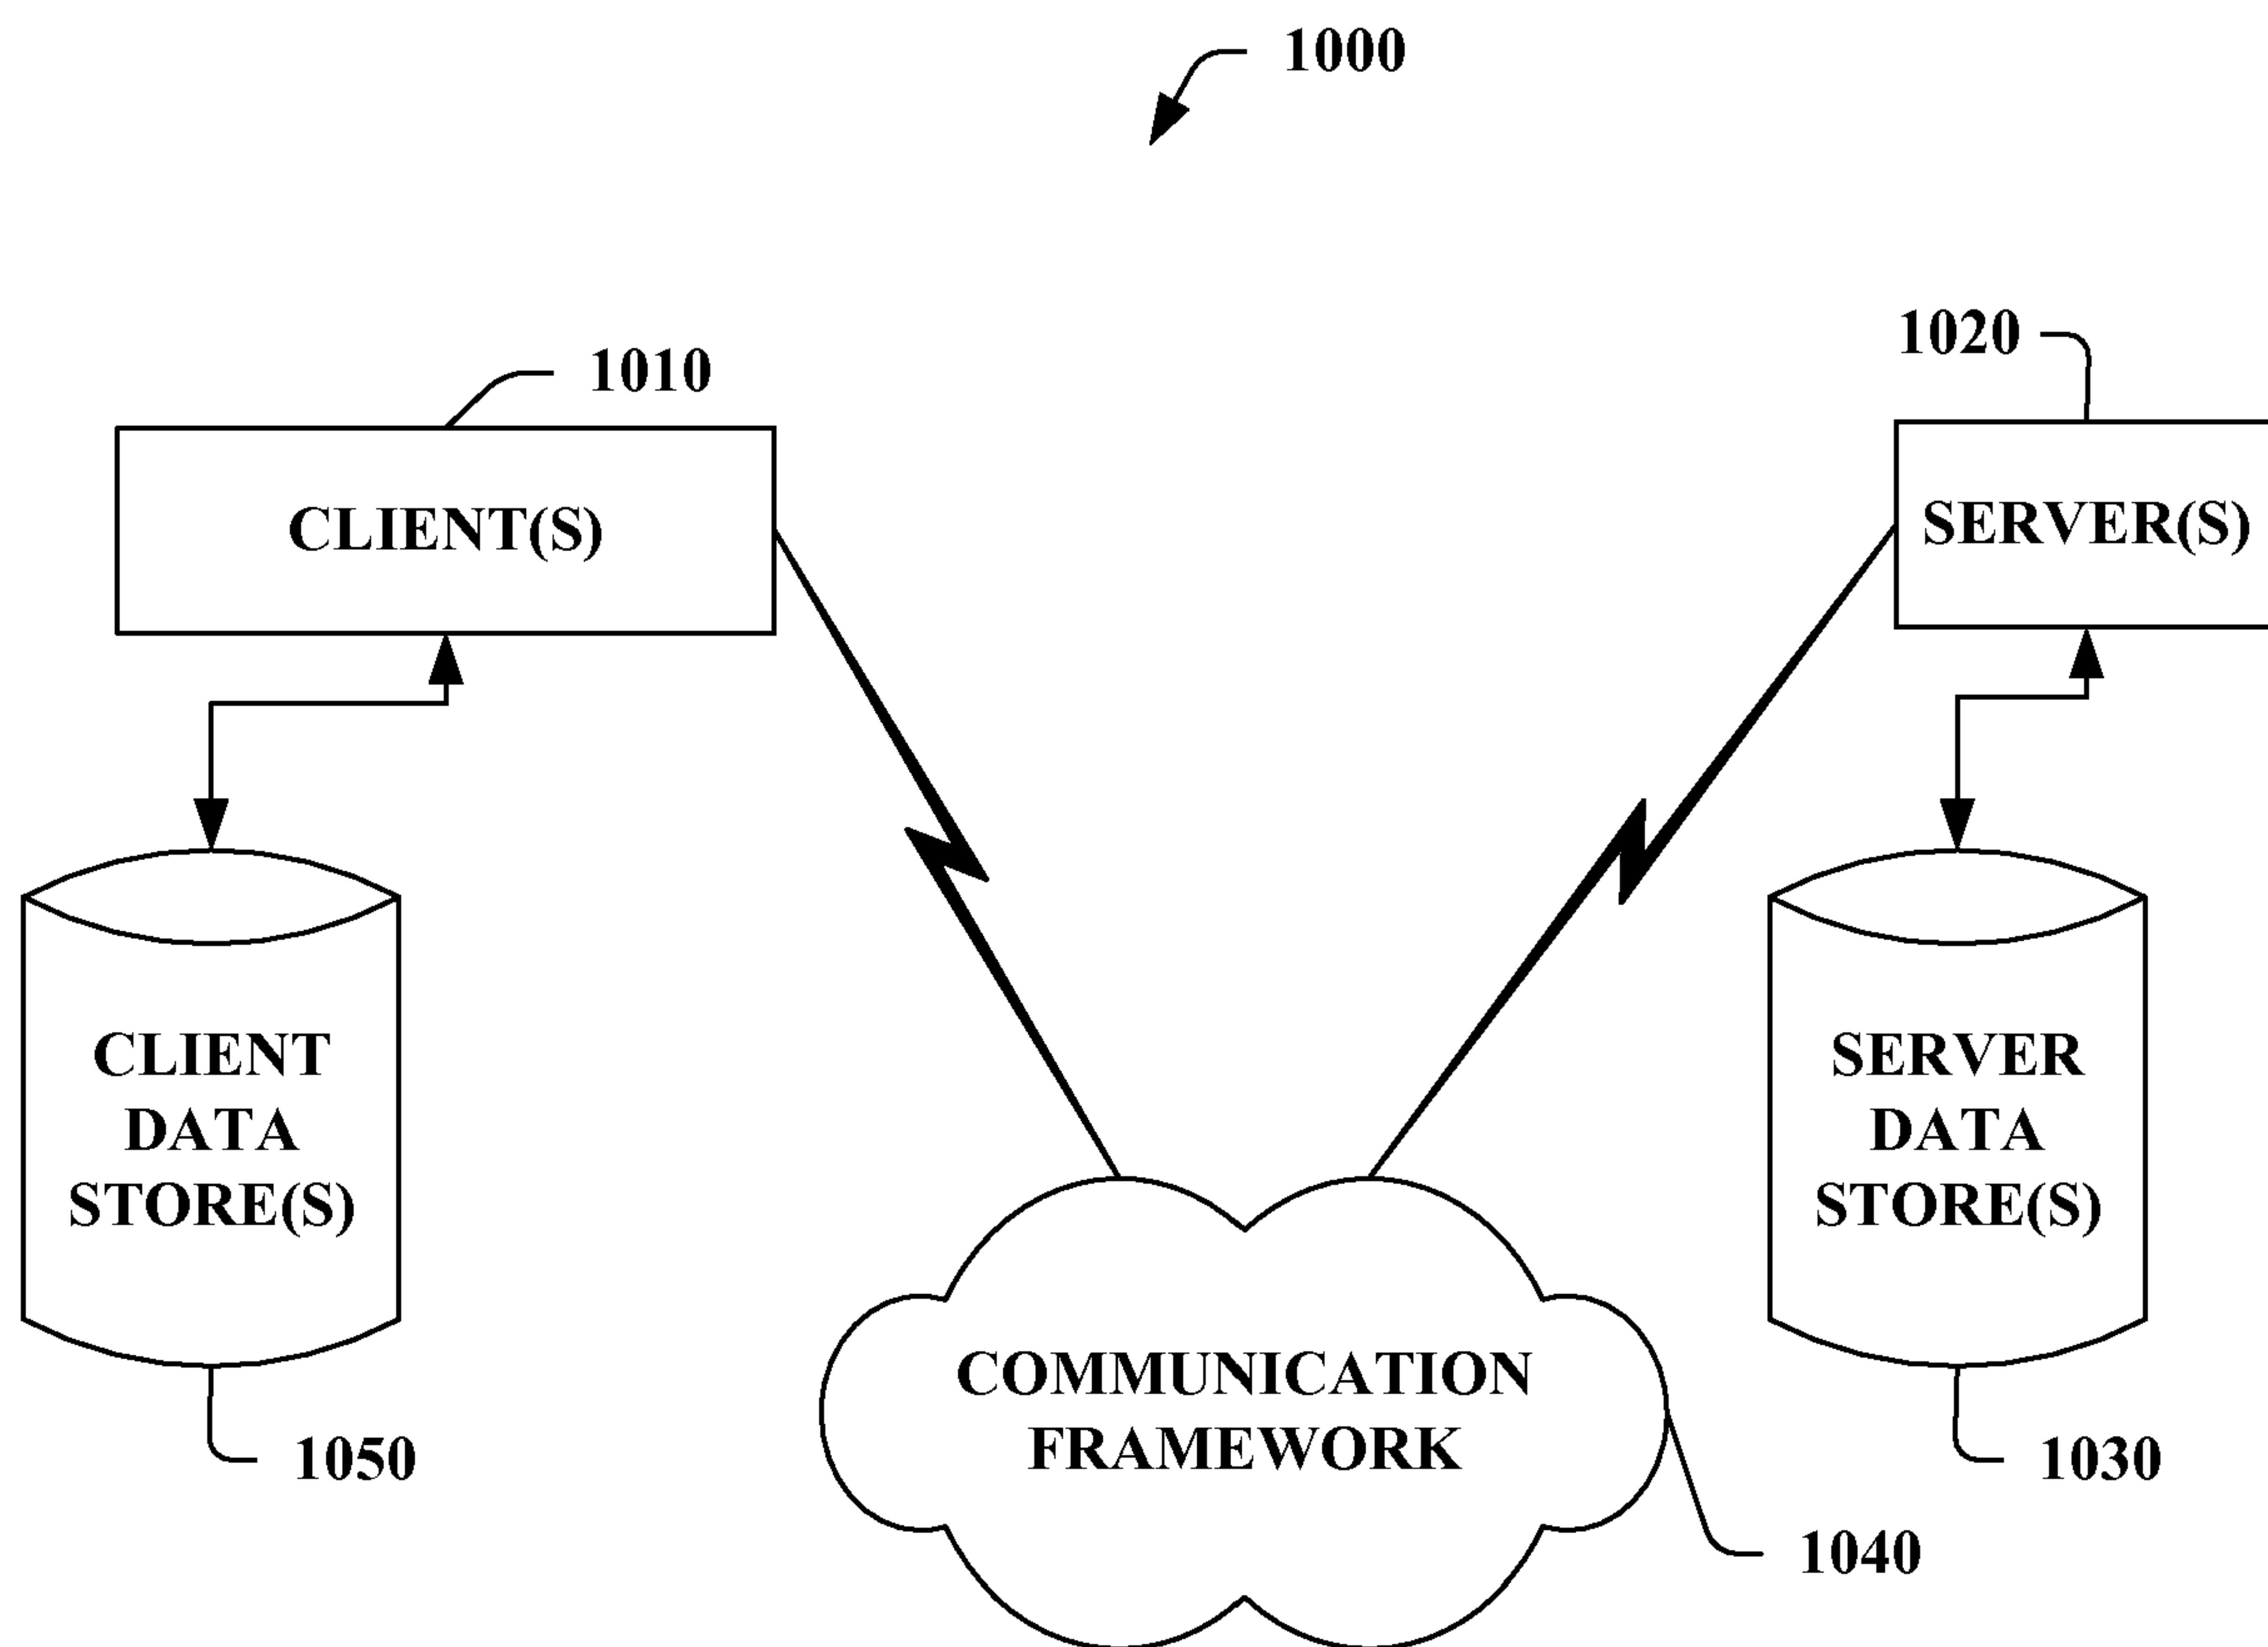 1000
1010
1020
CLIENT(S)
SERVER(S)
CLIENT
DATA
STORE(S)
SERVER
DATA
STORE(S)
COMMUNICATION
FRAMEWORK
1050
1030
1040